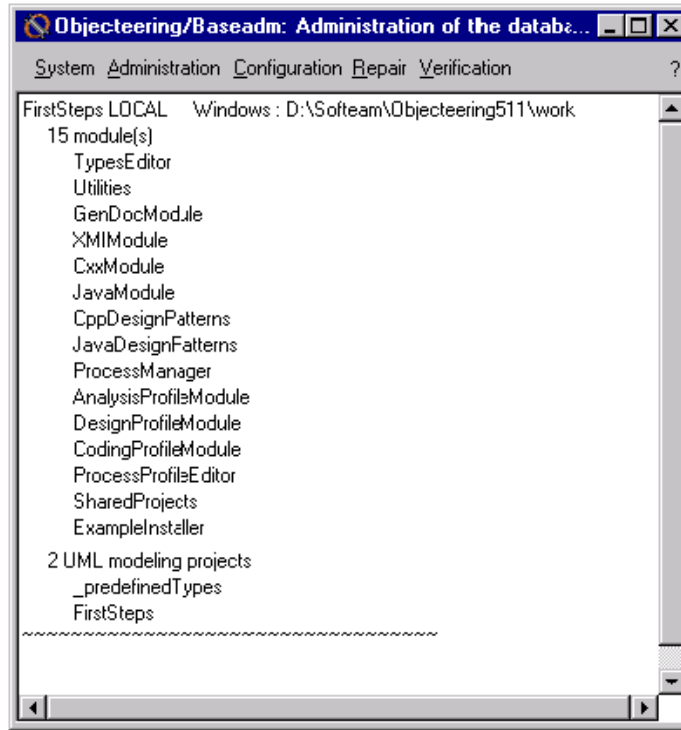 Objecteering/Baseadm: Administration of the databa...
System Administration Configuration Repair Verification ?
FirstSteps LOCAL Windows : D:\Softeam\Objecteering511\work
15 module(s)
TypesEditor
Utilities
GenDocModule
XMIModule
CxxModule
JavaModule
CppDesignPatterns
JavaDesignPatterns
ProcessManager
AnalysisProfileModule
DesignProfileModule
CodingProfileModule
ProcessProfileEditor
SharedProjects
ExampleInstaller
2 UML modeling projects
_predefinedTypes
FirstSteps
~~~~~~~~~~~~~~~~~~~~~~~~~~~~~~~~~~